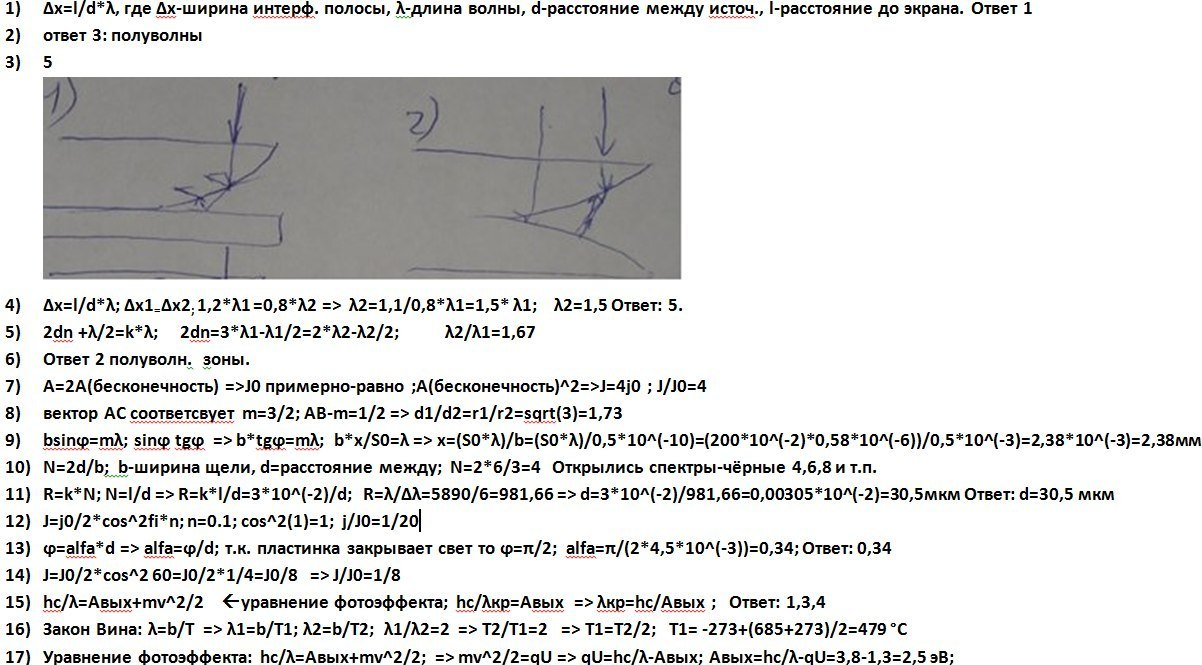 1) Δx=l/d*λ, где Δx-ширина интерф. полосы, λ-длина волны, d-расстояние между источ., l-расстояние до экрана. Ответ 1
2) ответ 3: полуволны
3) 5
1) 2)
4) Δx=l/d*λ; Δx1=Δx2; 1,2*λ1=0,8*λ2 => λ2=1,1/0,8*λ1=1,5* λ1; λ2=1,5 Ответ: 5.
5) 2dn +λ/2=k*λ; 2dn=3*λ1-λ1/2=2*λ2-λ2/2; λ2/λ1=1,67
6) Ответ 2 полуволн. зоны.
7) A=2A(бесконечность) =>J0 примерно-равно ;A(бесконечность)^2=>J=4j0 ; J/J0=4
8) вектор AC соответсвует m=3/2; AB-m=1/2 => d1/d2=r1/r2=sqrt(3)=1,73
9) bsinφ=mλ; sinφ tgφ => b*tgφ=mλ; b*x/S0=λ => x=(S0*λ)/b=(S0*λ)/0,5*10^(-10)=(200*10^(-2)*0,58*10^(-6))/0,5*10^(-3)=2,38*10^(-3)=2,38мм
10) N=2d/b; b-ширина щели, d=расстояние между; N=2*6/3=4 Открылись спектры-чёрные 4,6,8 и т.п.
11) R=k*N; N=l/d => R=k*l/d=3*10^(-2)/d; R=λ/Δλ=5890/6=981,66 => d=3*10^(-2)/981,66=0,00305*10^(-2)=30,5мкм Ответ: d=30,5 мкм
12) J=j0/2*cos^2fi*n; n=0.1; cos^2(1)=1; j/J0=1/20
13) φ=alfa*d => alfa=φ/d; т.к. пластинка закрывает свет то φ=π/2; alfa=π/(2*4,5*10^(-3))=0,34; Ответ: 0,34
14) J=J0/2*cos^2 60=J0/2*1/4=J0/8 => J/J0=1/8
15) hc/λ=Aвых+mv^2/2 ←уравнение фотоэффекта; hc/λкр=Aвых => λкр=hc/Aвых ; Ответ: 1,3,4
16) Закон Вина: λ=b/T => λ1=b/T1; λ2=b/T2; λ1/λ2=2 => T2/T1=2 => T1=T2/2; T1= -273+(685+273)/2=479 °C
17) Уравнение фотоэффекта: hc/λ=Aвых+mv^2/2; => mv^2/2=qU => qU=hc/λ-Aвых; Aвых=hc/λ-qU=3,8-1,3=2,5 эВ;